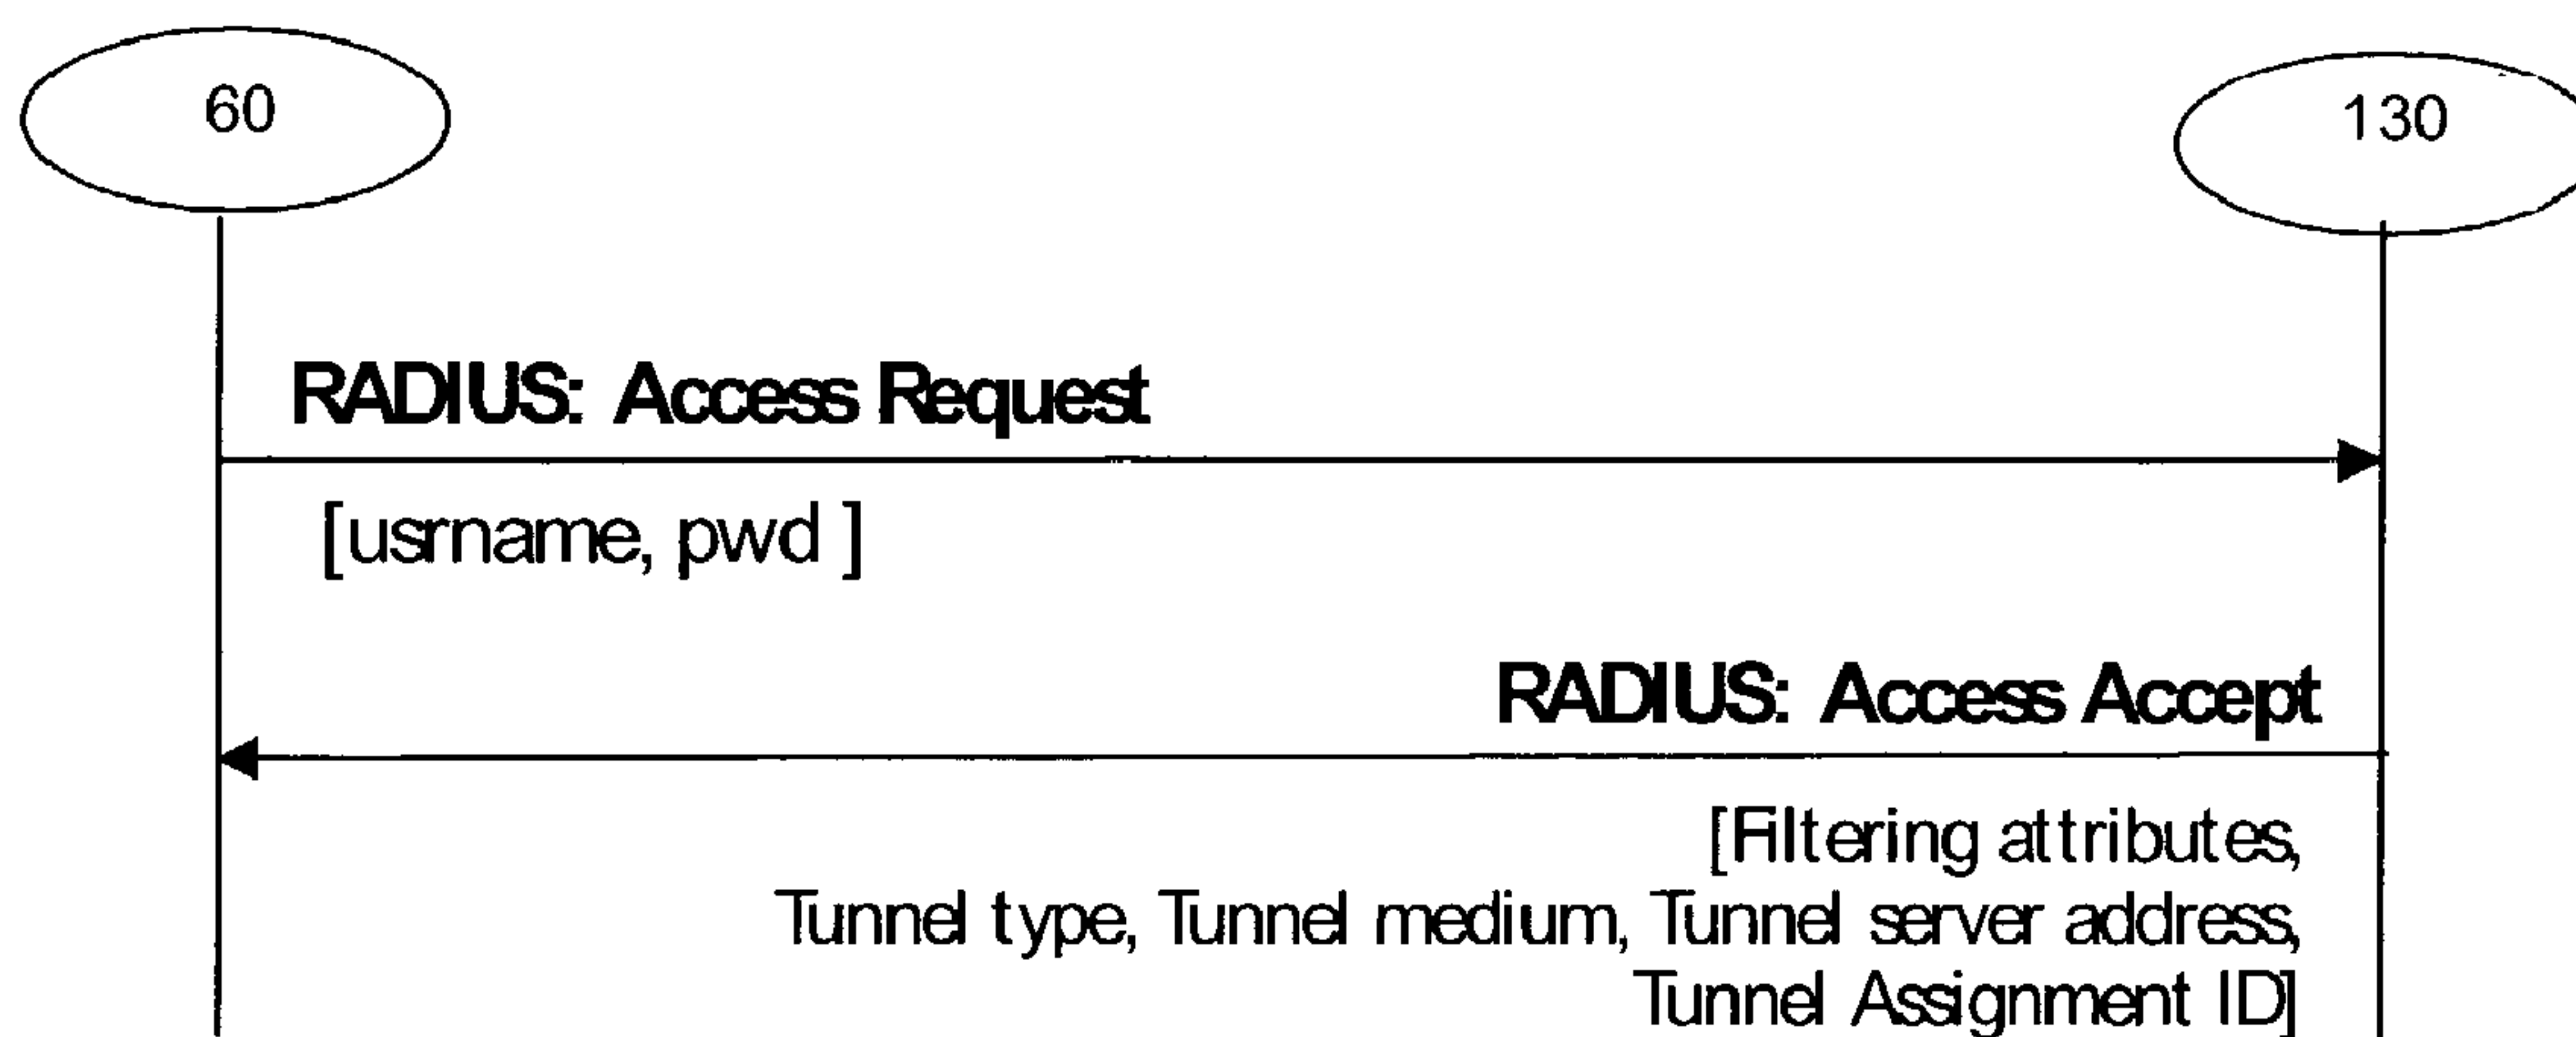 60
130
RADIUS: Access Request
[usrname, pwd ]
RADIUS: Access Accept
[Filtering attributes,
Tunnel type, Tunnel medium, Tunnel server address,
Tunnel Assignment ID]